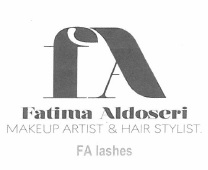 fA
Fatima Aldoseri
MAKEUP ARTIST & HAIR STYLIST.
FA lashes